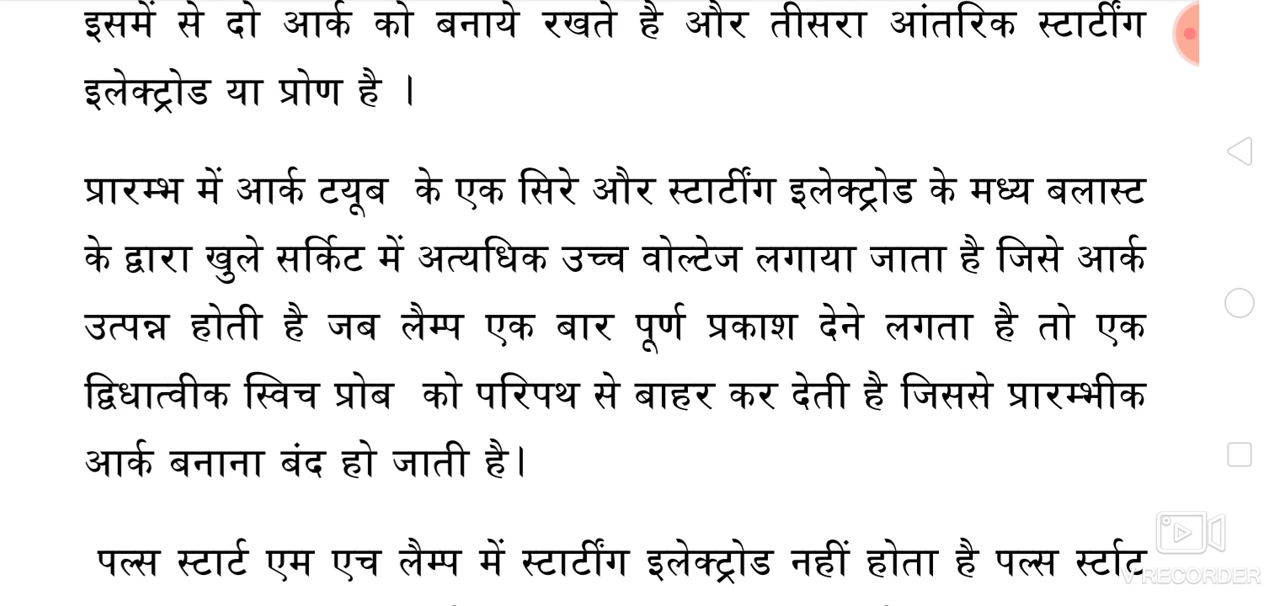 इसमें से दो आर्क को बनाये रखते है और तीसरा आंतरिक स्टार्टींग
इलेक्ट्रोड या प्रोण है ।
प्रारम्भ में आर्क टयूब के एक सिरे और स्टार्टींग इलेक्ट्रोड के मध्य बलास्ट
के द्वारा खुले सर्किट में अत्यधिक उच्च वोल्टेज लगाया जाता है जिसे आर्क
उत्पन्न होती है जब लैम्प एक बार पूर्ण प्रकाश देने लगता है तो एक
द्विधात्वीक स्विच प्रोब को परिपथ से बाहर कर देती है जिससे प्रारम्भीक
आर्क बनाना बंद हो जाती है।
पल्स स्टार्ट एम एच लैम्प में स्टार्टींग इलेक्ट्रोड नहीं होता है पल्स र्स्टाट
V RECORDER